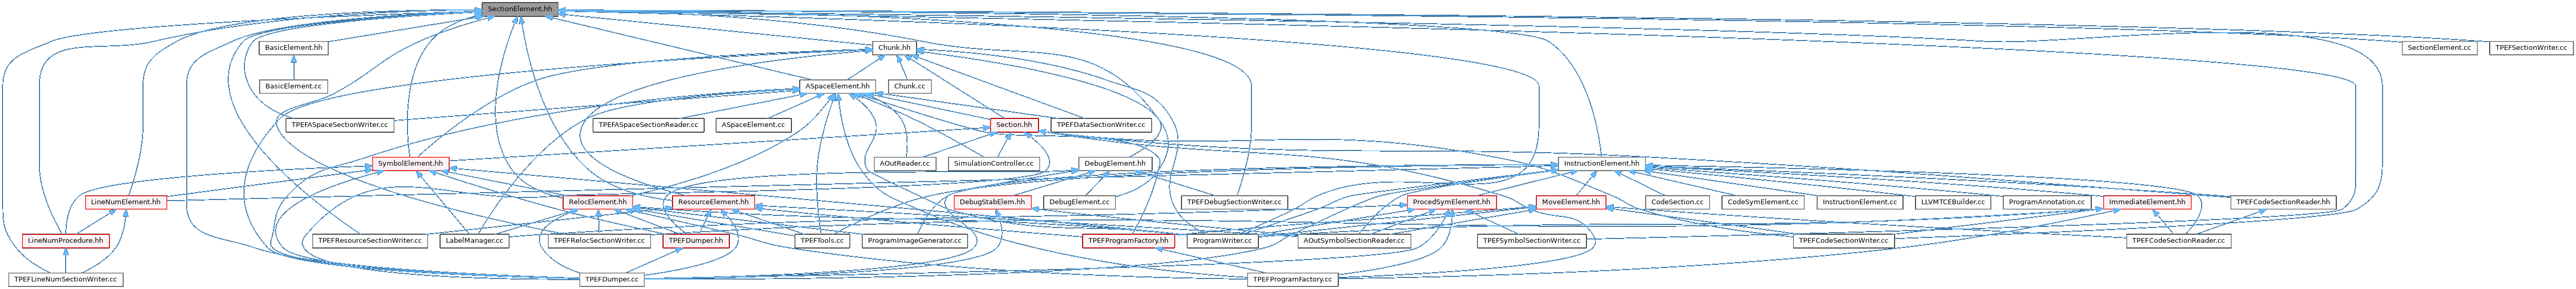 SectionElement.hh
BasicElement.hh
Chunk.hh
SectionElement.cc
TPEFSectionWriter.cc
BasicElement.cc
ASpaceElement.hh
Chunk.cc
TPEFASpaceSectionWriter.cc
TPEFASpaceSectionReader.cc
ASpaceElement.cc
Section.hh
TPEFDataSectionWriter.cc
SymbolElement.hh
AOutReader.cc
SimulationController.cc
DebugElement.hh
InstructionElement.hh
LineNumElement.hh
RelocElement.hh
ResourceElement.hh
DebugStabElem.hh
DebugElement.cc
TPEFDebugSectionWriter.cc
ProcedSymElement.hh
MoveElement.hh
CodeSection.cc
CodeSymElement.cc
InstructionElement.cc
LLVMTCEBuilder.cc
ProgramAnnotation.cc
ImmediateElement.hh
TPEFCodeSectionReader.hh
LineNumProcedure.hh
TPEFResourceSectionWriter.cc
LabelManager.cc
TPEFRelocSectionWriter.cc
TPEFDumper.hh
TPEFTools.cc
ProgramImageGenerator.cc
TPEFProgramFactory.hh
ProgramWriter.cc
AOutSymbolSectionReader.cc
TPEFSymbolSectionWriter.cc
TPEFCodeSectionWriter.cc
TPEFCodeSectionReader.cc
TPEFLineNumSectionWriter.cc
TPEFDumper.cc
TPEFProgramFactory.cc